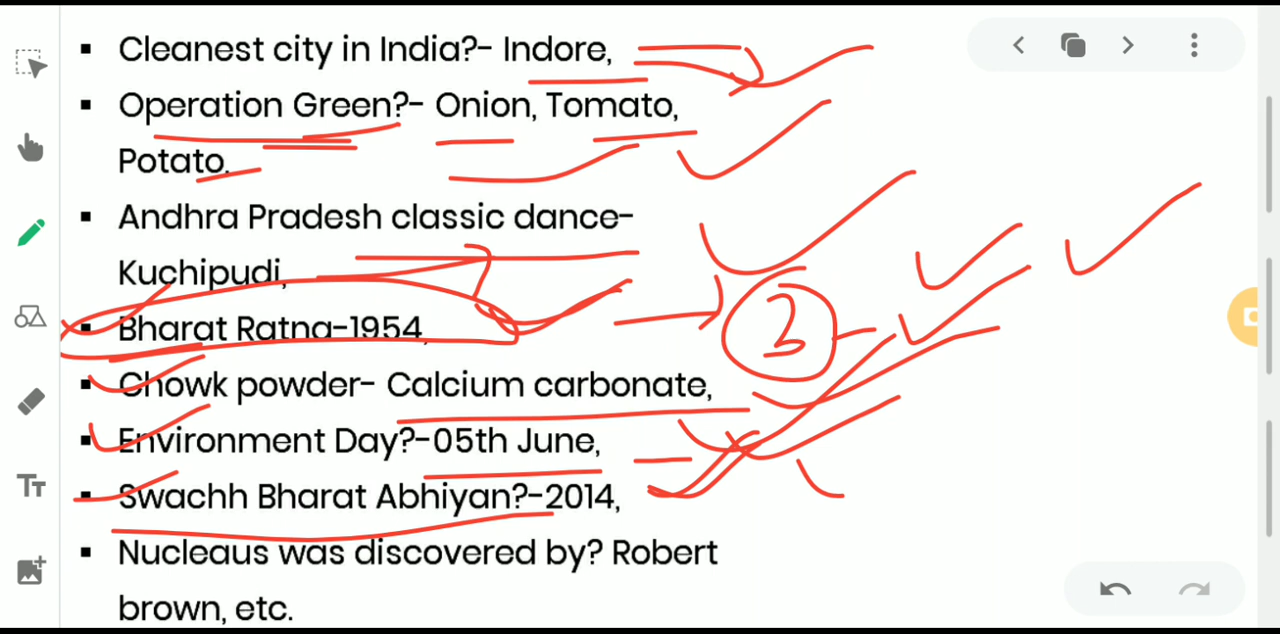 ▪ Cleanest city in India?- Indore,
▪ Operation Green?- Onion, Tomato,
Potato.
▪ Andhra Pradesh classic dance-
Kuchipudi,
▪ Bharat Ratna-1954,
3
▪ Chowk powder- Calcium carbonate,
▪ Environment Day?-05th June,
▪ Swachh Bharat Abhiyan?-2014,
▪ Nucleaus was discovered by? Robert
brown, etc.
TT